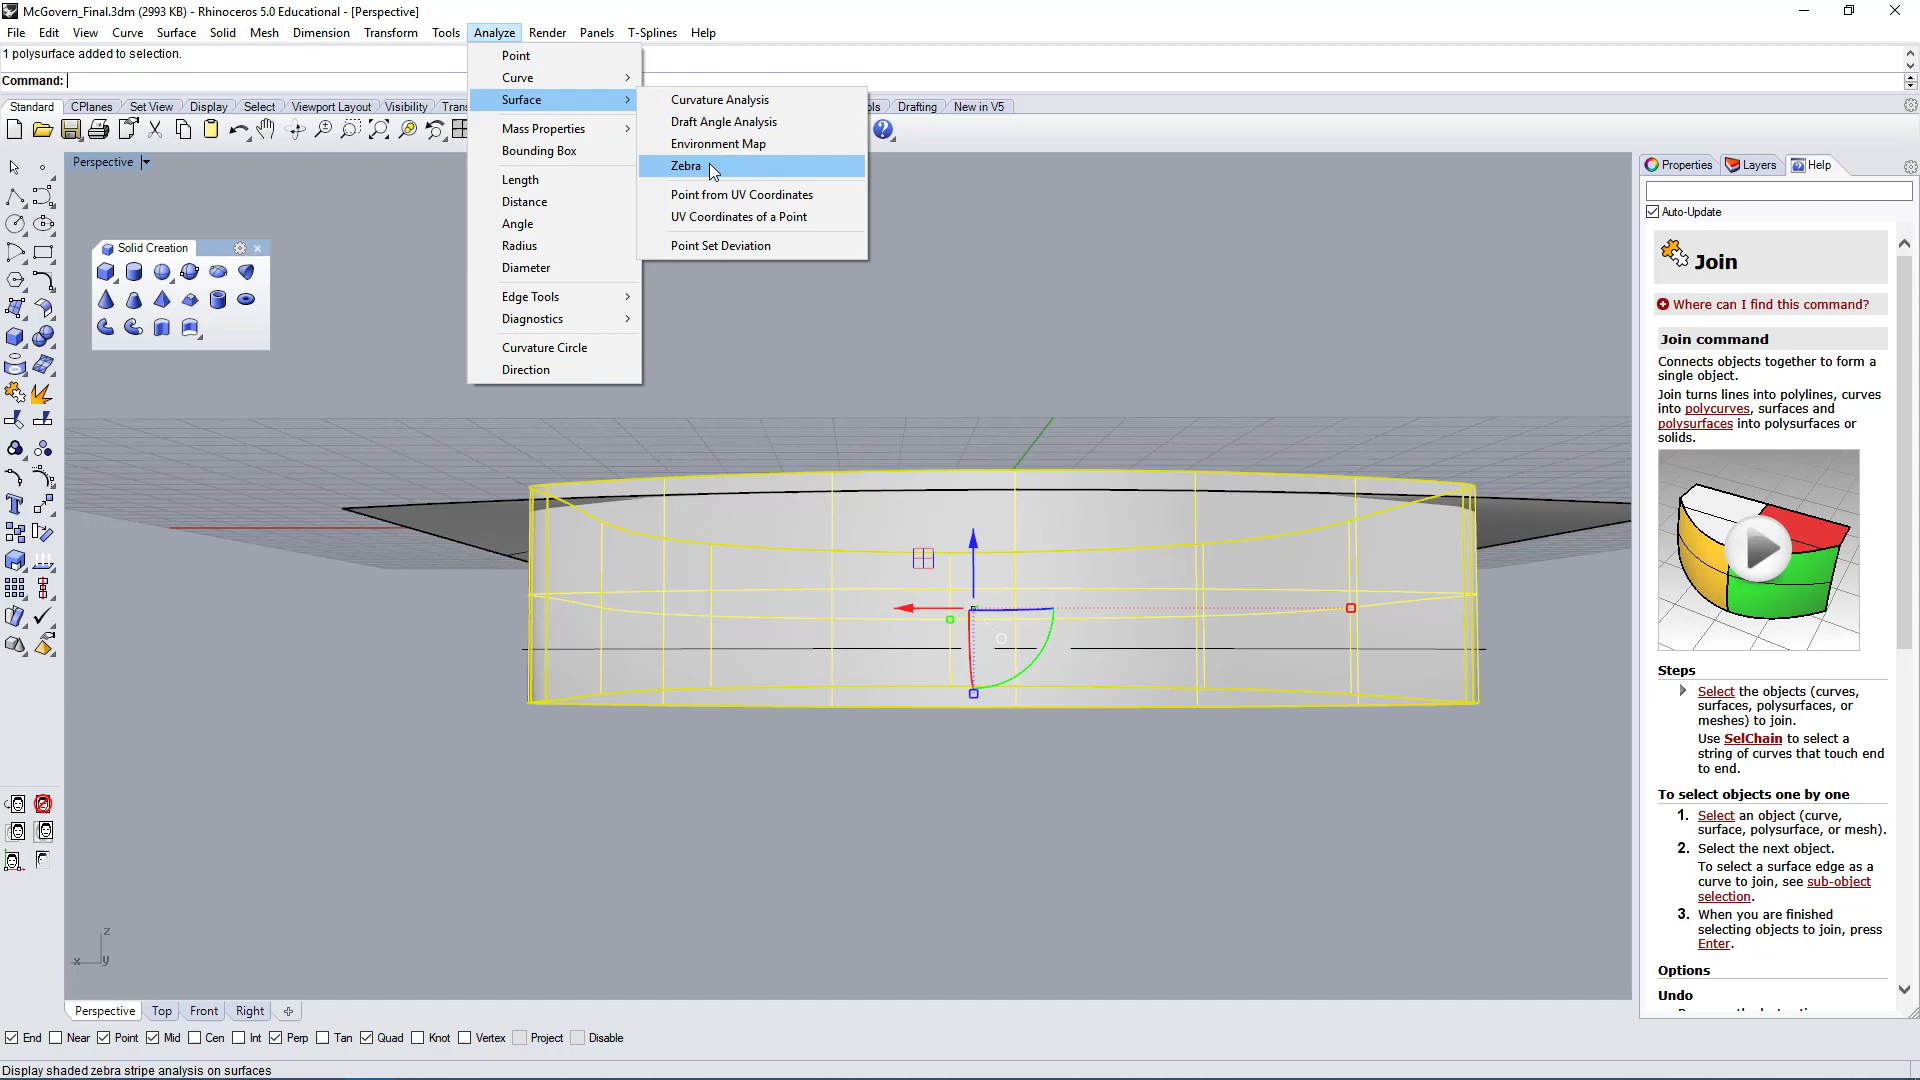 McGovern_Final.3dm (2993 KB) - Rhinoceros 5.0 Educational - [Perspective]
File Edit View Curve Surface Solid Mesh Dimension Transform Tools Analyze Render Panels T-Splines Help
1 polysurface added to selection.
Command:
Standard CPlanes Set View Display Select Viewport Layout Visibility Tran ols Drafting New in V5
Point
Curve
Surface
Mass Properties
Bounding Box
Length
Distance
Angle
Radius
Diameter
Edge Tools
Diagnostics
Curvature Circle
Direction
Curvature Analysis
Draft Angle Analysis
Environment Map
Zebra
Point from UV Coordinates
UV Coordinates of a Point
Point Set Deviation
Perspective
Solid Creation
Properties Layers Help
Auto-Update
Join
Where can I find this command?
Join command
Connects objects together to form a
single object.
Join turns lines into polylines, curves
into polycurves, surfaces and
polysurfaces into polysurfaces or
solids.
Steps
Select the objects (curves,
surfaces, polysurfaces, or
meshes) to join.
Use SelChain to select a
string of curves that touch end
to end.
To select objects one by one
1. Select an object (curve,
surface, polysurface, or mesh).
2. Select the next object.
To select a surface edge as a
curve to join, see sub-object
selection.
3. When you are finished
selecting objects to join, press
Enter.
Options
Undo
z
x y
Perspective Top Front Right
End Near Point Mid Cen Int Perp Tan Quad Knot Vertex Project Disable
Display shaded zebra stripe analysis on surfaces